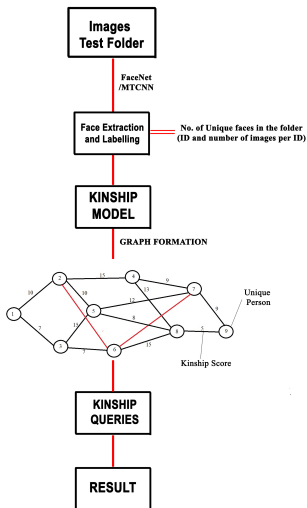 Images
Test Folder
FaceNet
/MTCNN
Face Extraction
and Labelling
No. of Unique faces in the folder
(ID and number of images per ID)
KINSHIP
MODEL
GRAPH FORMATION
2
15
4
9
13
7
10
10
12
9
Unique
Person
1
5
15
8
8
5
9
7
3
7
6
15
Kinship Score
KINSHIP
QUERIES
RESULT